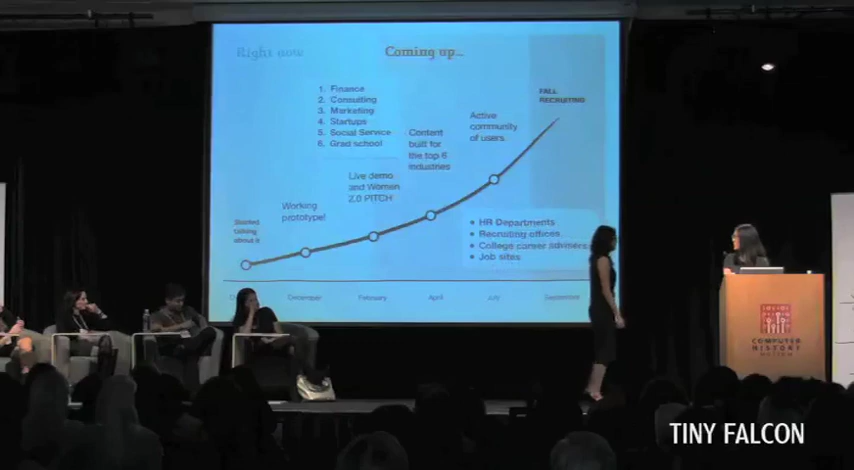 Right now
Coming up...
1. Finance
2. Consulting
3. Marketing
4. Startups
5. Social Service
6. Grad school
FALL
RECRUITING
Active
community
of users.
Content
built for
the top 6
industries
Live demo
and Women
2.0 PITCH
Working
prototype!
Started
talking
about it
• HR Departments
• Recruiting offices
• College career advisers
• Job sites
December
February
April
July
September
COMPUTER
HISTORY
MUSEUM
TINY FALCON